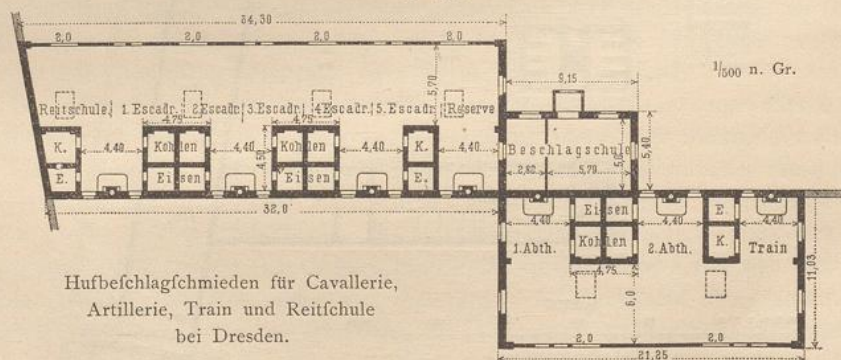 34,30
2,0 2,0 2,0 2,0
9,15
1/500 n. Gr.
5,70
Reitschule. 1.Escadr. 2.Escadr. 3.Escadr. 4.Escadr. 5.Escadr. Reserve
4,75 4,75
K. 4,40 Kohlen 4,40 Kohlen 4,40 K. 4,40
4,50
Beschlagschule
5,40
E. Eisen Eisen E.
2,82 5,70
32,0
4,40 Eisen 4,40 E. 4,40
1.Abth. Kohlen 2.Abth. K. Train
11,03
4,75
6,0
2,0 2,0
21,25
Hufbeſchlagſchmieden für Cavallerie,
Artillerie, Train und Reitſchule
bei Dresden.